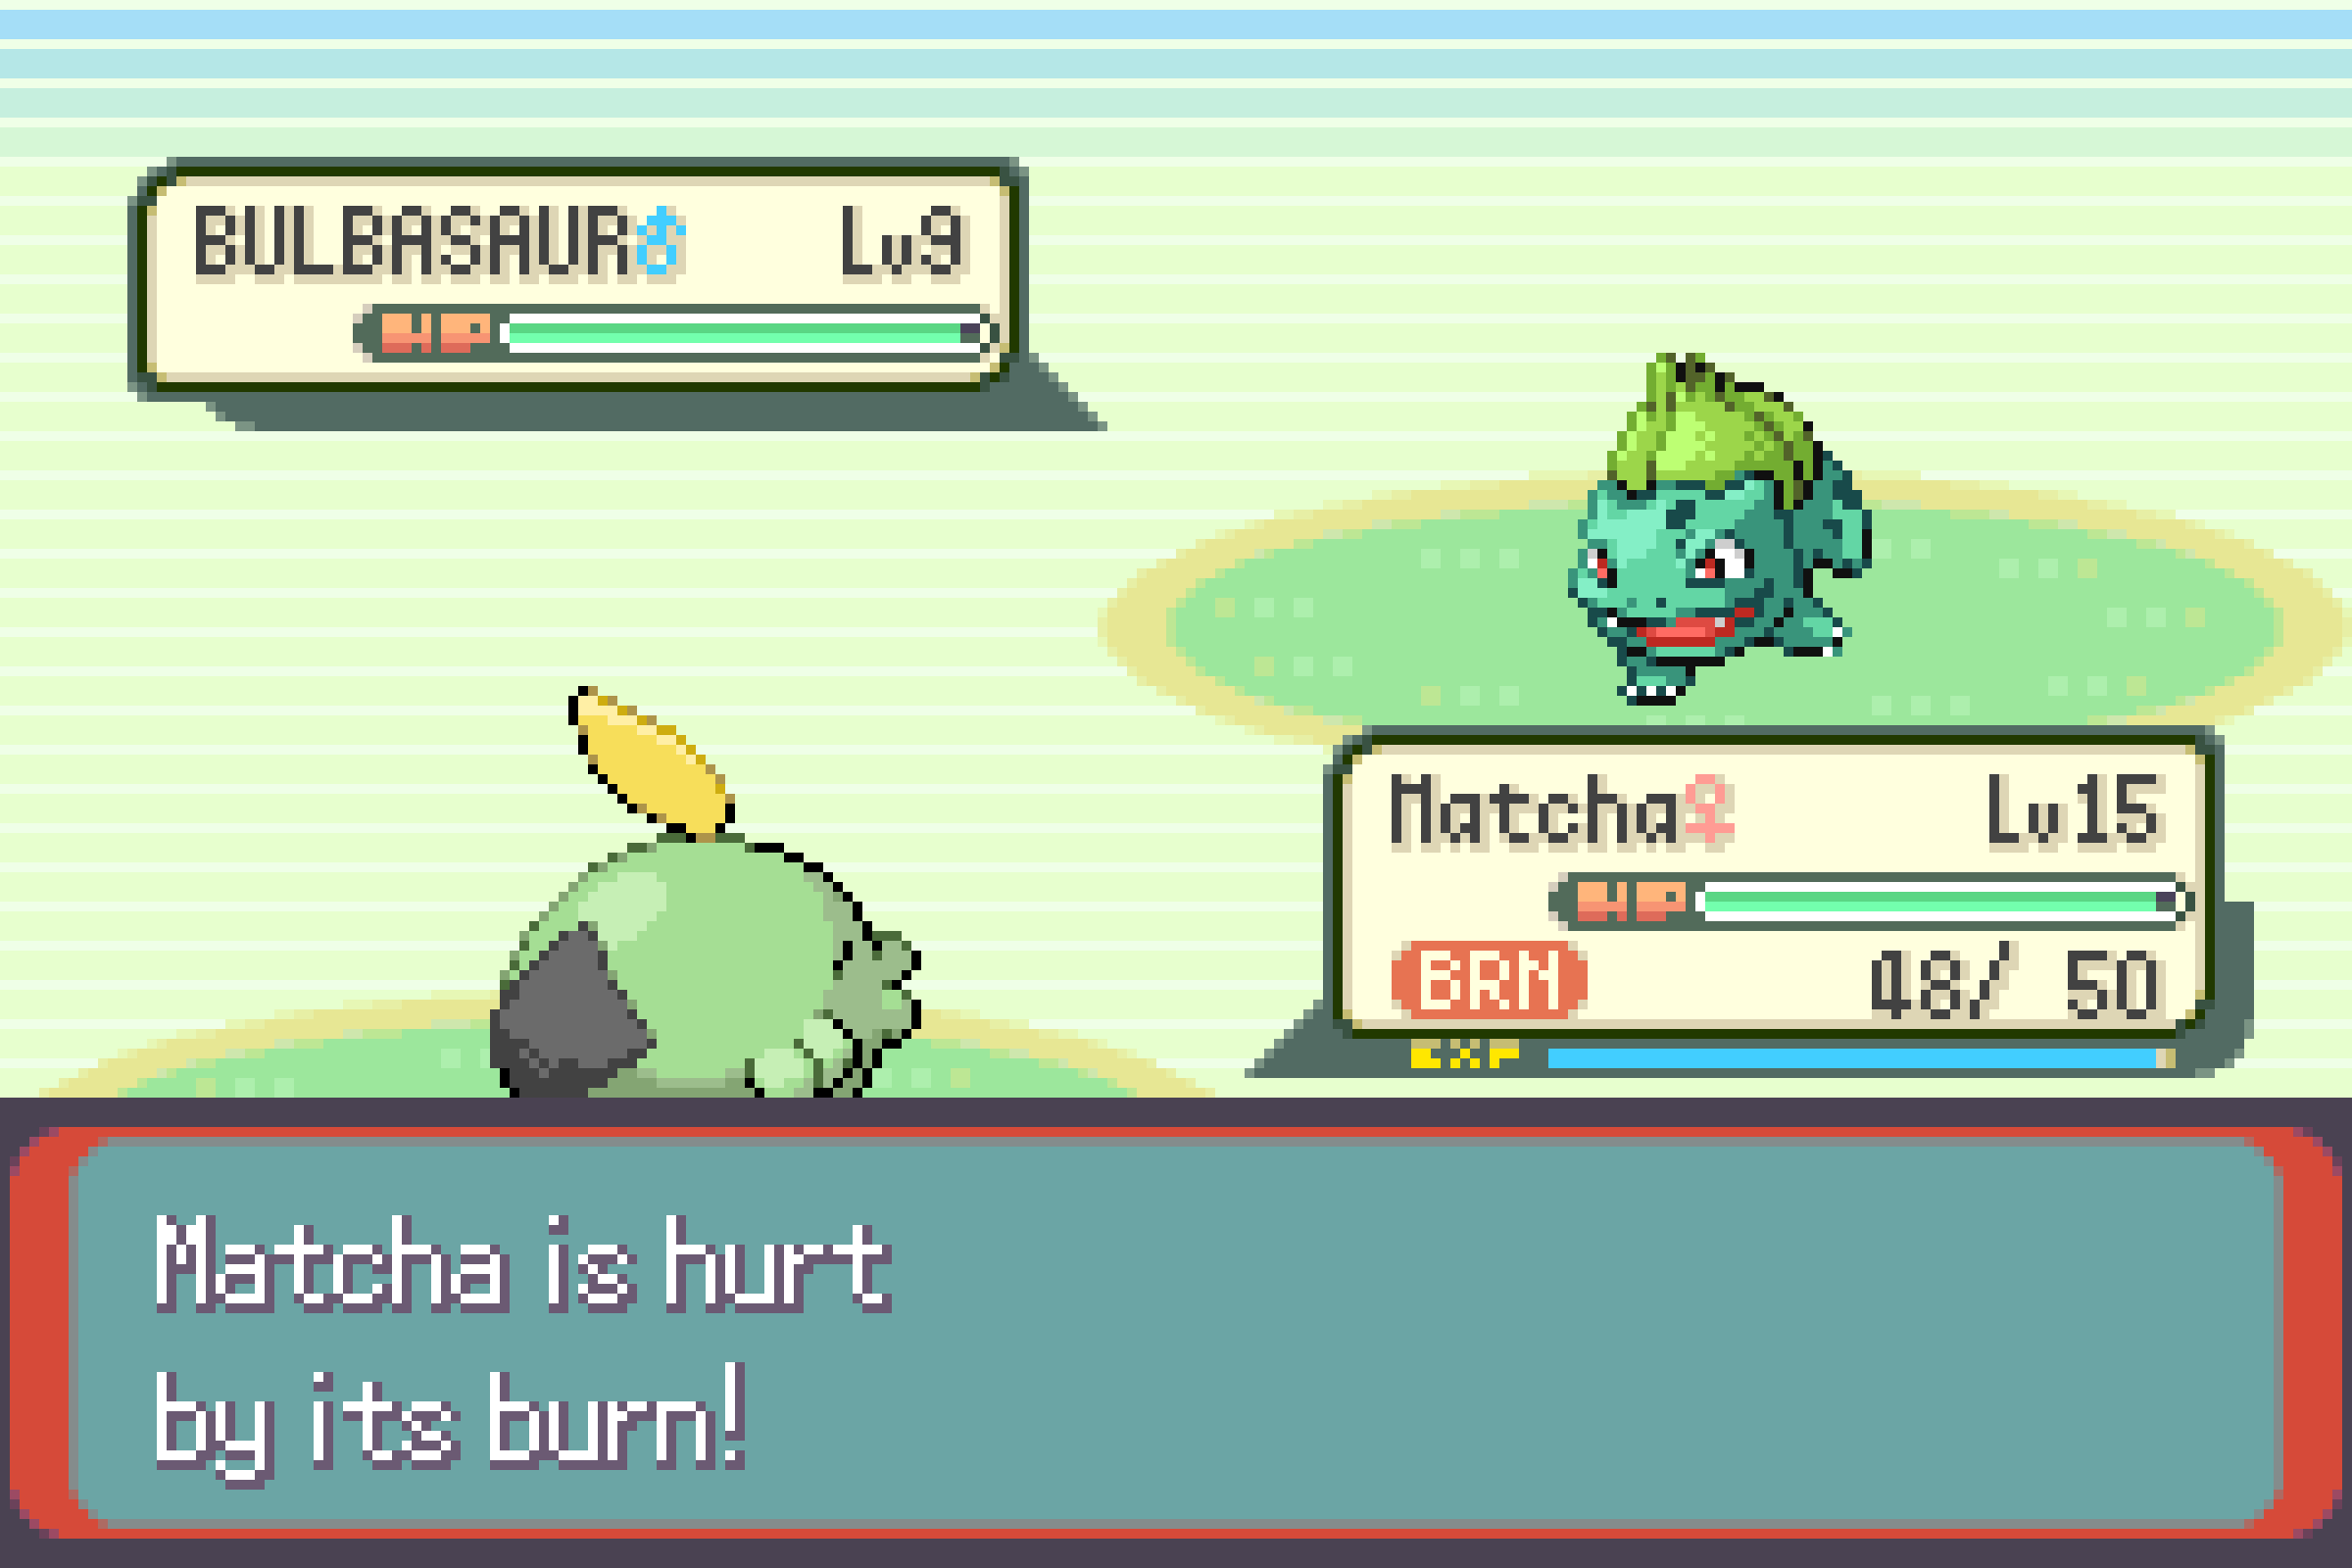 BULBASAUR♂ Lv9
HP
Matcha♀ Lv15
HP
BRN 48/ 50
EXP
Matcha is hurt
by its burn!